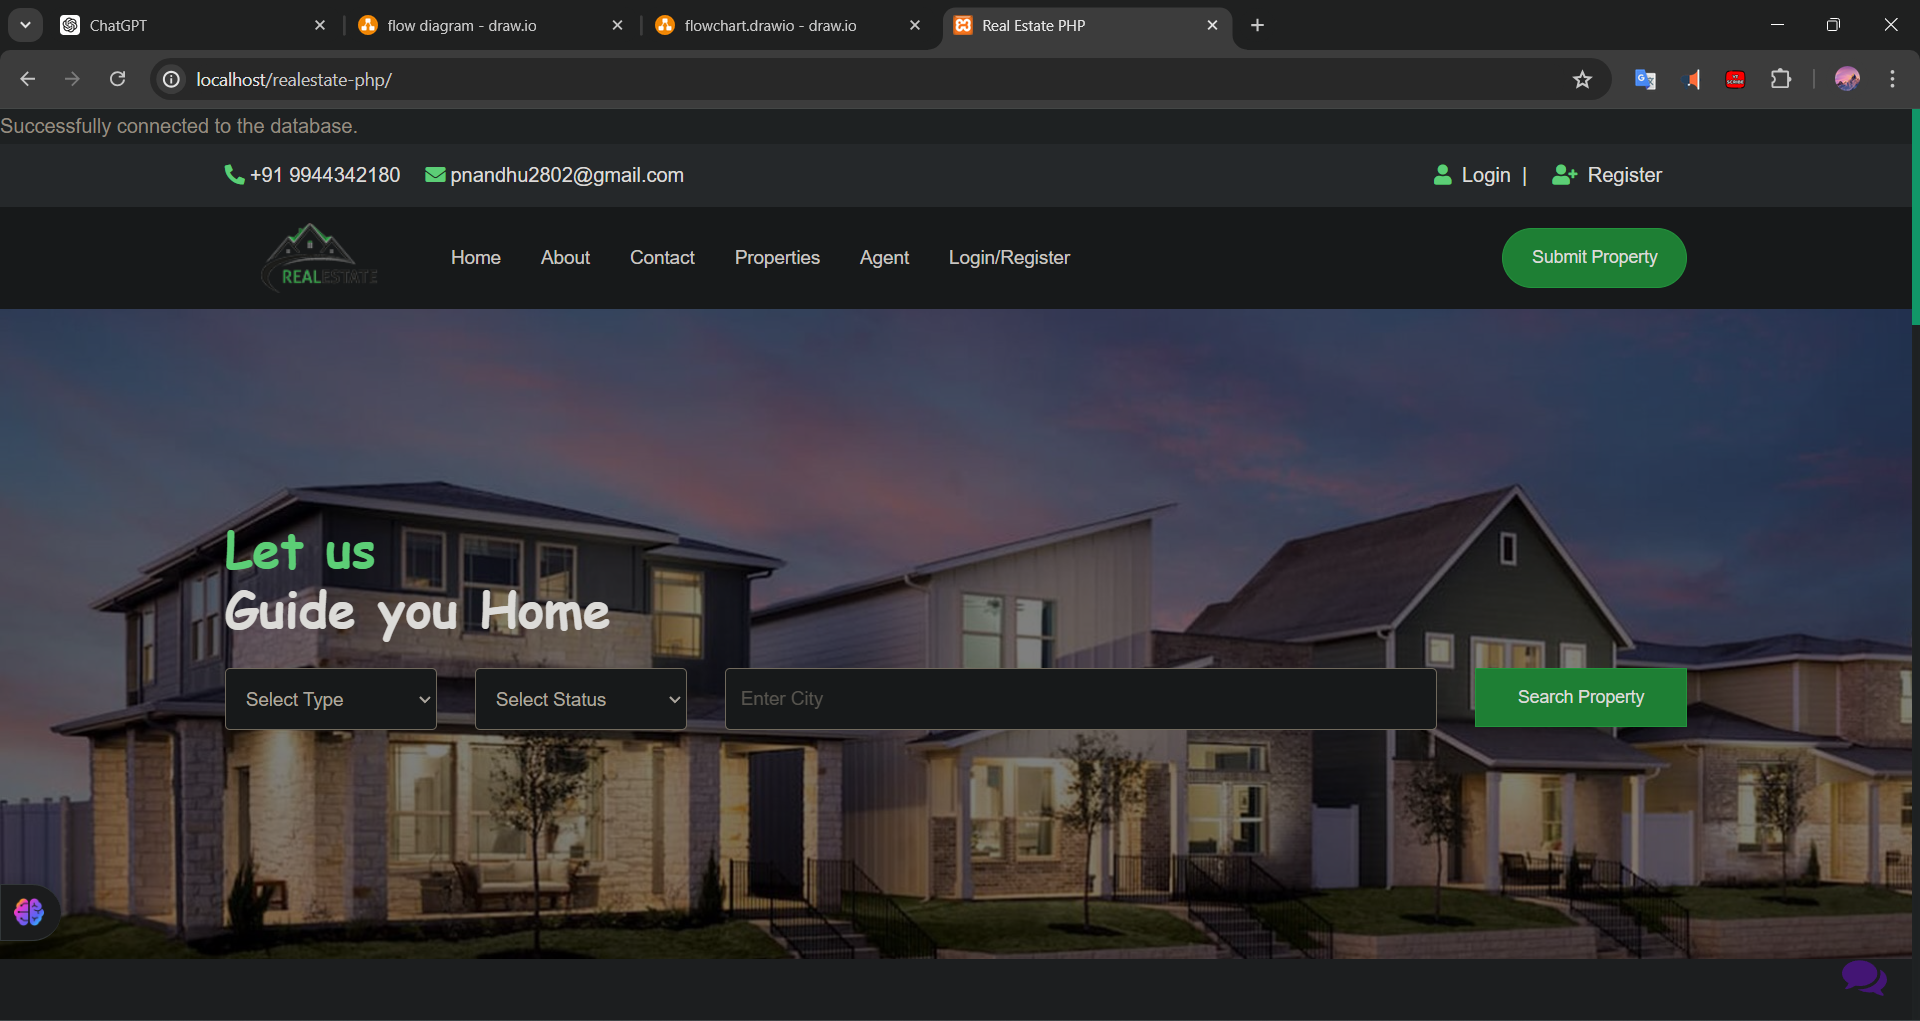 ChatGPT
flow diagram - draw.io
flowchart.drawio - draw.io
Real Estate PHP
localhost/realestate-php/
Successfully connected to the database.
+91 9944342180 pnandhu2802@gmail.com Login | Register
REALESTATE
Home About Contact Properties Agent Login/Register Submit Property
Let us
Guide you Home
Select Type Select Status Enter City Search Property